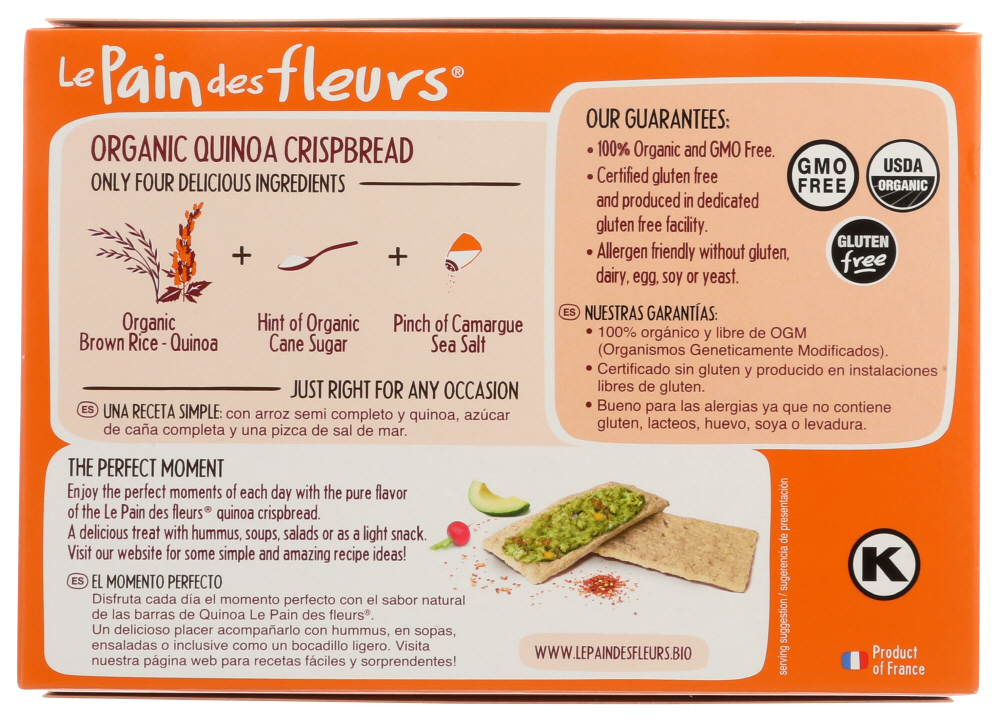 Le Pain des fleurs®
ORGANIC QUINOA CRISPBREAD
ONLY FOUR DELICIOUS INGREDIENTS
+
+
Organic
Brown Rice - Quinoa
Hint of Organic
Cane Sugar
Pinch of Camargue
Sea Salt
JUST RIGHT FOR ANY OCCASION
ES UNA RECETA SIMPLE: con arroz semi completo y quinoa, azúcar
de caña completa y una pizca de sal de mar.
OUR GUARANTEES:
• 100% Organic and GMO Free.
• Certified gluten free
and produced in dedicated
gluten free facility.
• Allergen friendly without gluten,
dairy, egg, soy or yeast.
GMO
FREE
USDA
ORGANIC
GLUTEN
free
ES NUESTRAS GARANTÍAS:
• 100% orgánico y libre de OGM
(Organismos Geneticamente Modificados).
• Certificado sin gluten y producido en instalaciones
libres de gluten.
• Bueno para las alergias ya que no contiene
gluten, lacteos, huevo, soya o levadura.
THE PERFECT MOMENT
Enjoy the perfect moments of each day with the pure flavor
of the Le Pain des fleurs® quinoa crispbread.
A delicious treat with hummus, soups, salads or as a light snack.
Visit our website for some simple and amazing recipe ideas!
ES EL MOMENTO PERFECTO
Disfruta cada día el momento perfecto con el sabor natural
de las barras de Quinoa Le Pain des fleurs®.
Un delicioso placer acompañarlo con hummus, en sopas,
ensaladas o inclusive como un bocadillo ligero. Visita
nuestra página web para recetas fáciles y sorprendentes!
WWW.LEPAINDESFLEURS.BIO
serving suggestion / sugerencia de presentación
K
Product
of France